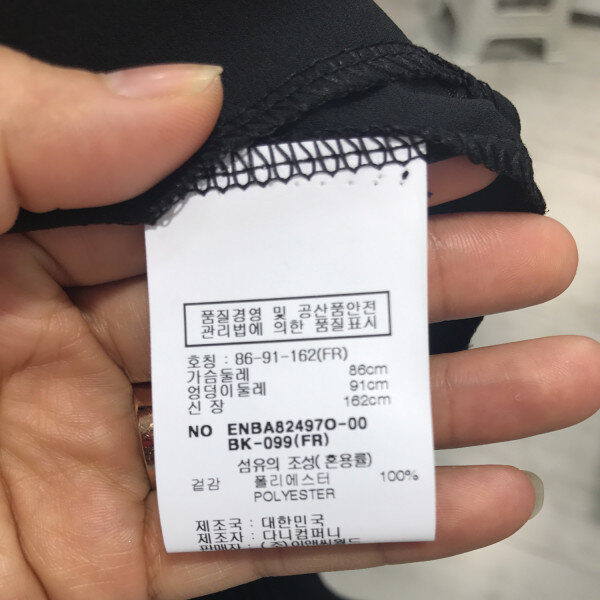 품질경영 및 공산품안전
관리법에 의한 품질표시
호칭 : 86-91-162(FR)
가슴둘레 86cm
엉덩이둘레 91cm
신 장 162cm
NO ENBA82497O-00
BK-099(FR)
섬유의 조성(혼용률)
겉감 폴리에스터 100%
POLYESTER
제조국 : 대한민국
제조자 : 다니컴퍼니